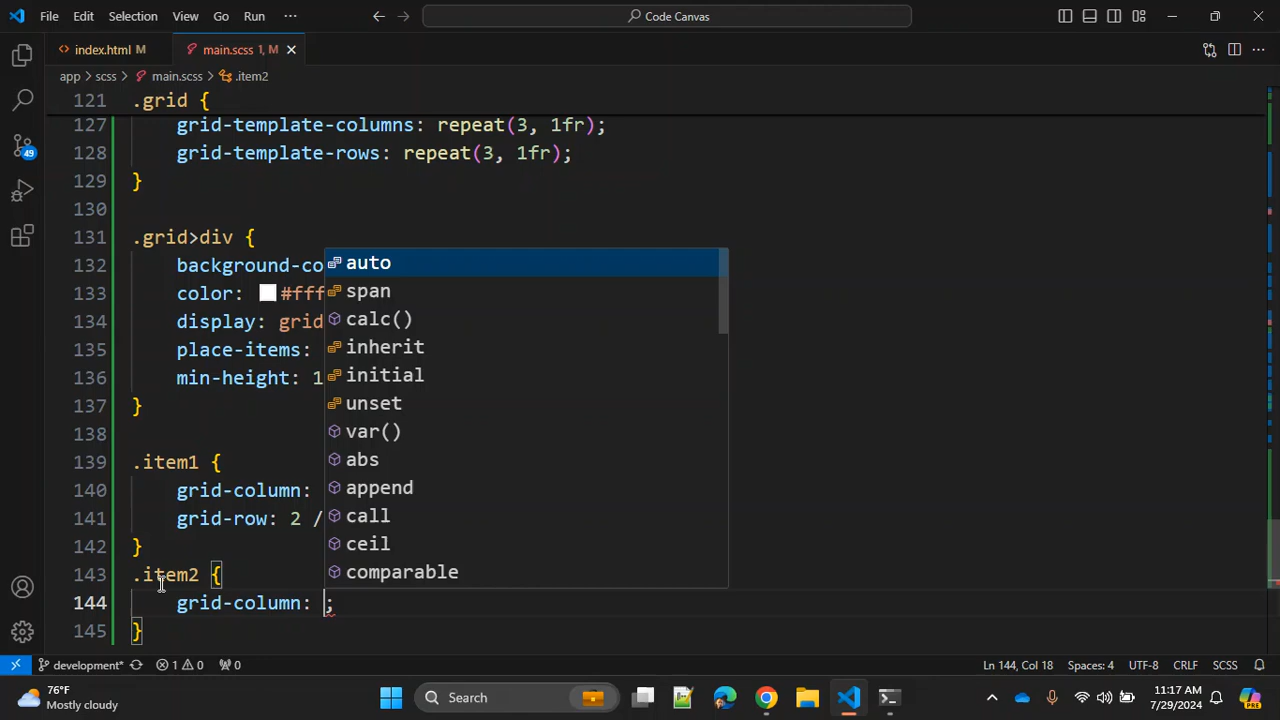 File Edit Selection View Go Run ··· Code Canvas
index.html M main.scss 1, M
app > scss > main.scss > .item2
121 .grid {
127 grid-template-columns: repeat(3, 1fr);
128 grid-template-rows: repeat(3, 1fr);
129 }
130
131 .grid>div {
132 background-co
133 color: #fff
134 display: grid
135 place-items:
136 min-height: 1
137 }
138
139 .item1 {
140 grid-column:
141 grid-row: 2 /
142 }
143 .item2 {
144 grid-column: ;
145 }
auto
span
calc()
inherit
initial
unset
var()
abs
append
call
ceil
comparable
49
development* 1 0 0 Ln 144, Col 18 Spaces: 4 UTF-8 CRLF SCSS
76°F
Mostly cloudy
Search
11:17 AM
7/29/2024
PRE